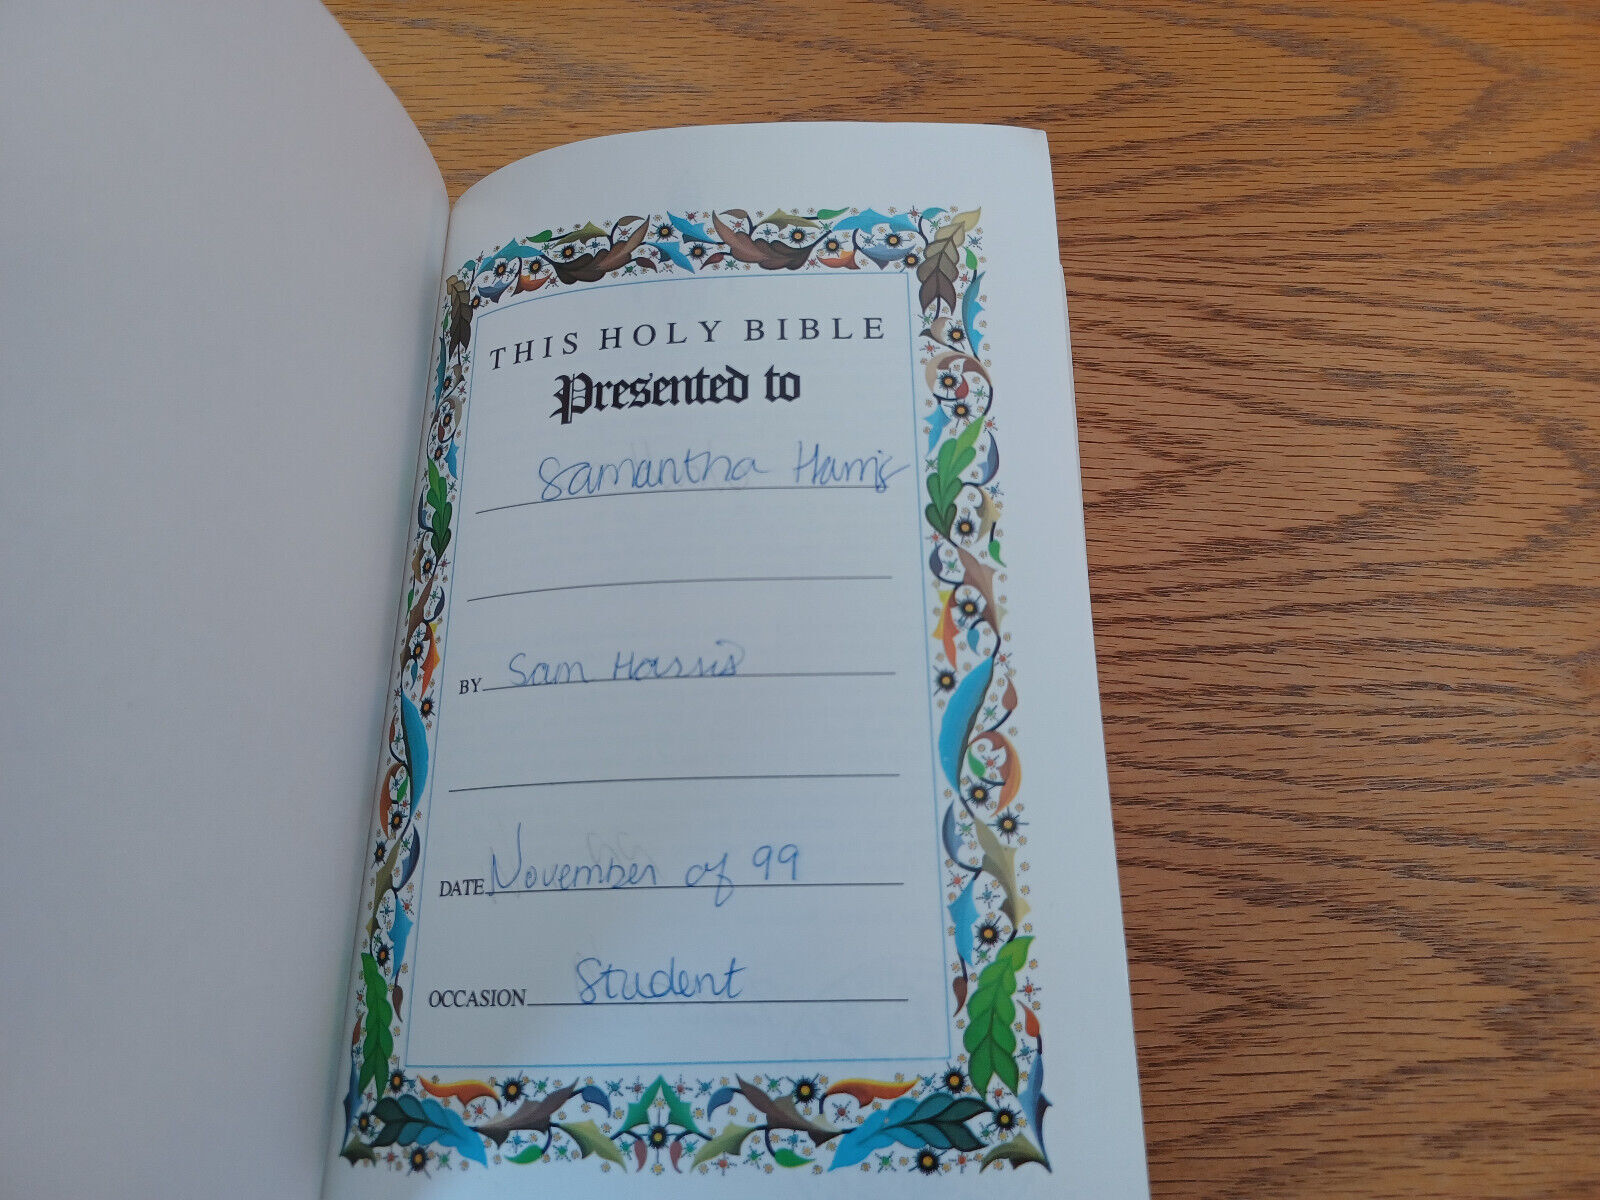 THIS HOLY BIBLE
Presented to
Samantha Harris
BY Sam Harris
DATE November of 99
OCCASION Student